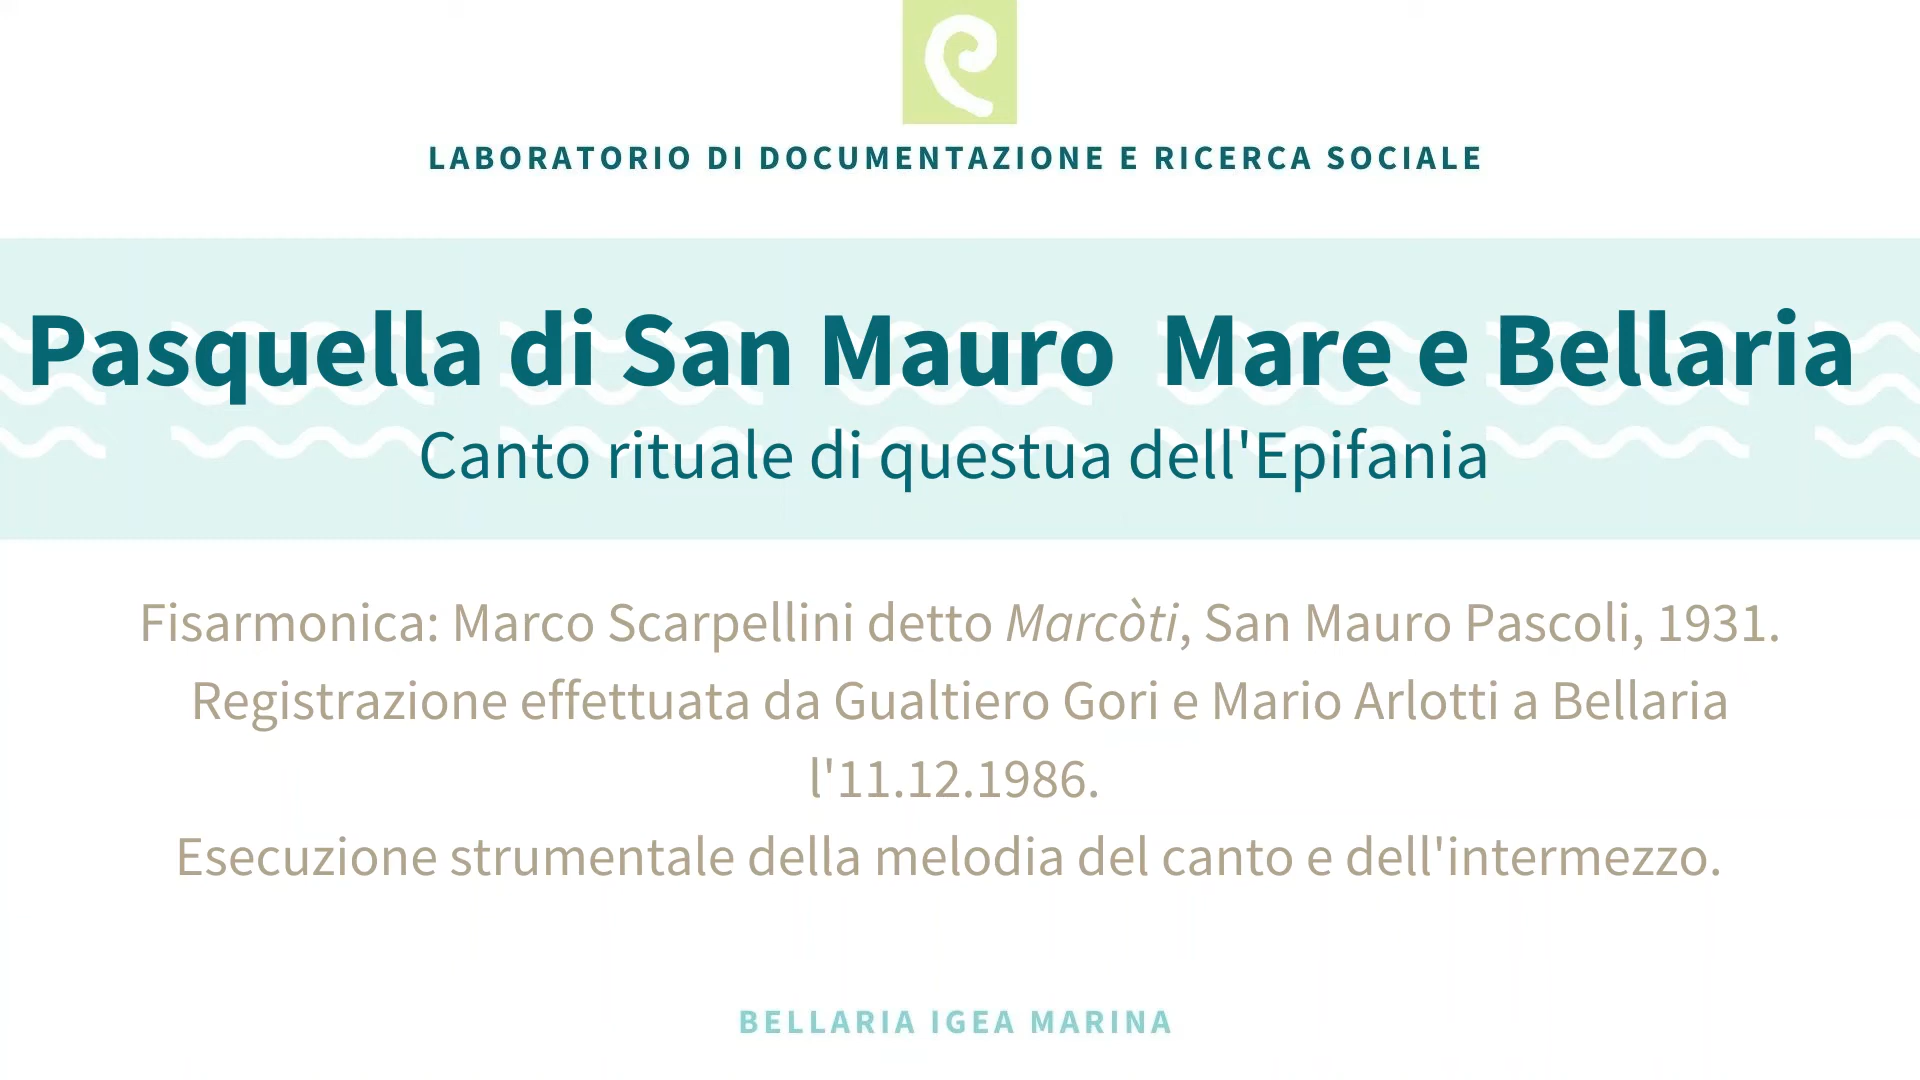 LABORATORIO DI DOCUMENTAZIONE E RICERCA SOCIALE
Pasquella di San Mauro  Mare e Bellaria
Canto rituale di questua dell'Epifania
Fisarmonica: Marco Scarpellini detto Marcòti, San Mauro Pascoli, 1931.
Registrazione effettuata da Gualtiero Gori e Mario Arlotti a Bellaria
l'11.12.1986.
Esecuzione strumentale della melodia del canto e dell'intermezzo.
BELLARIA IGEA MARINA